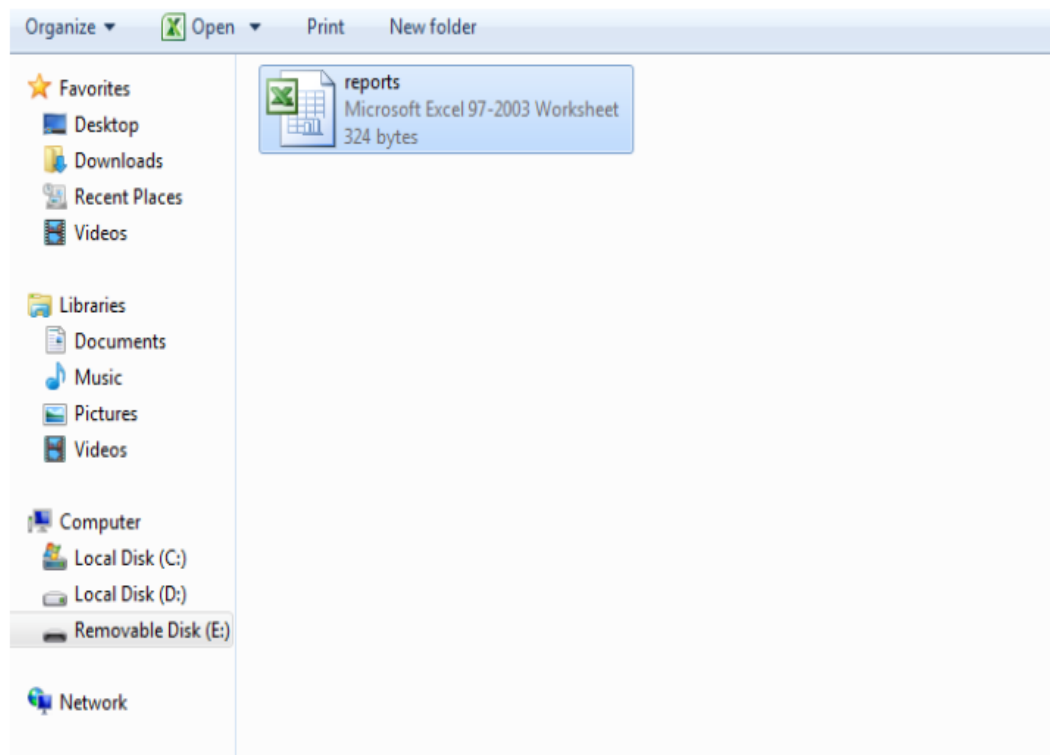 Organize Open Print New folder
Favorites
Desktop
Downloads
Recent Places
Videos
Libraries
Documents
Music
Pictures
Videos
Computer
Local Disk (C:)
Local Disk (D:)
Removable Disk (E:)
Network
reports
Microsoft Excel 97-2003 Worksheet
324 bytes